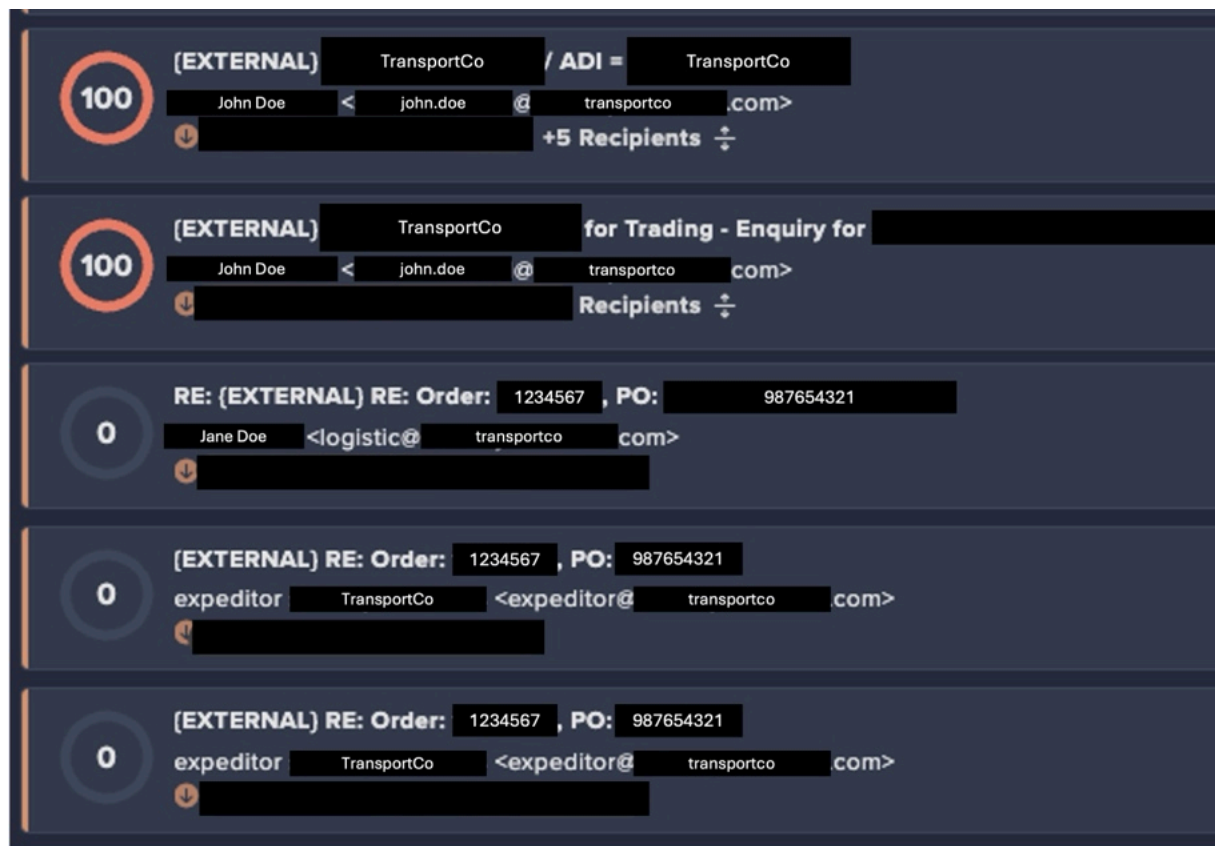 100
(EXTERNAL) TransportCo / ADI = TransportCo
John Doe < john.doe @ transportco .com>
+5 Recipients
100
(EXTERNAL) TransportCo for Trading - Enquiry for
John Doe < john.doe @ transportco com>
Recipients
0
RE: (EXTERNAL) RE: Order: 1234567 , PO: 987654321
Jane Doe <logistic@ transportco com>
0
(EXTERNAL) RE: Order: 1234567 , PO: 987654321
expeditor TransportCo <expeditor@ transportco .com>
0
(EXTERNAL) RE: Order: 1234567 , PO: 987654321
expeditor TransportCo <expeditor@ transportco .com>